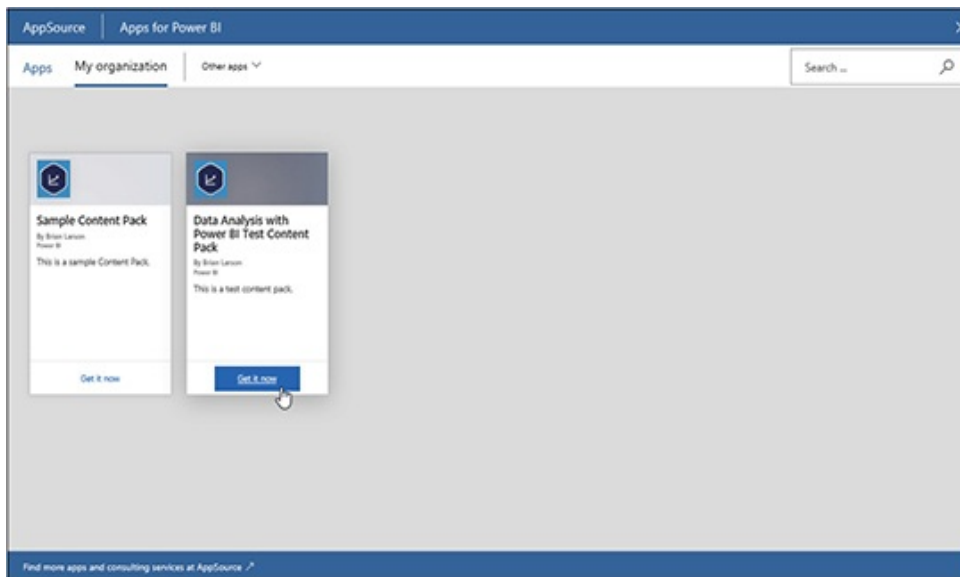 AppSource Apps for Power BI
Apps My organization Other apps Search ...
Sample Content Pack
By Brian Larson
Power BI
This is a sample Content Pack.
Get it now
Data Analysis with
Power BI Test Content
Pack
By Brian Larson
Power BI
This is a test content pack.
Get it now
Find more apps and consulting services at AppSource